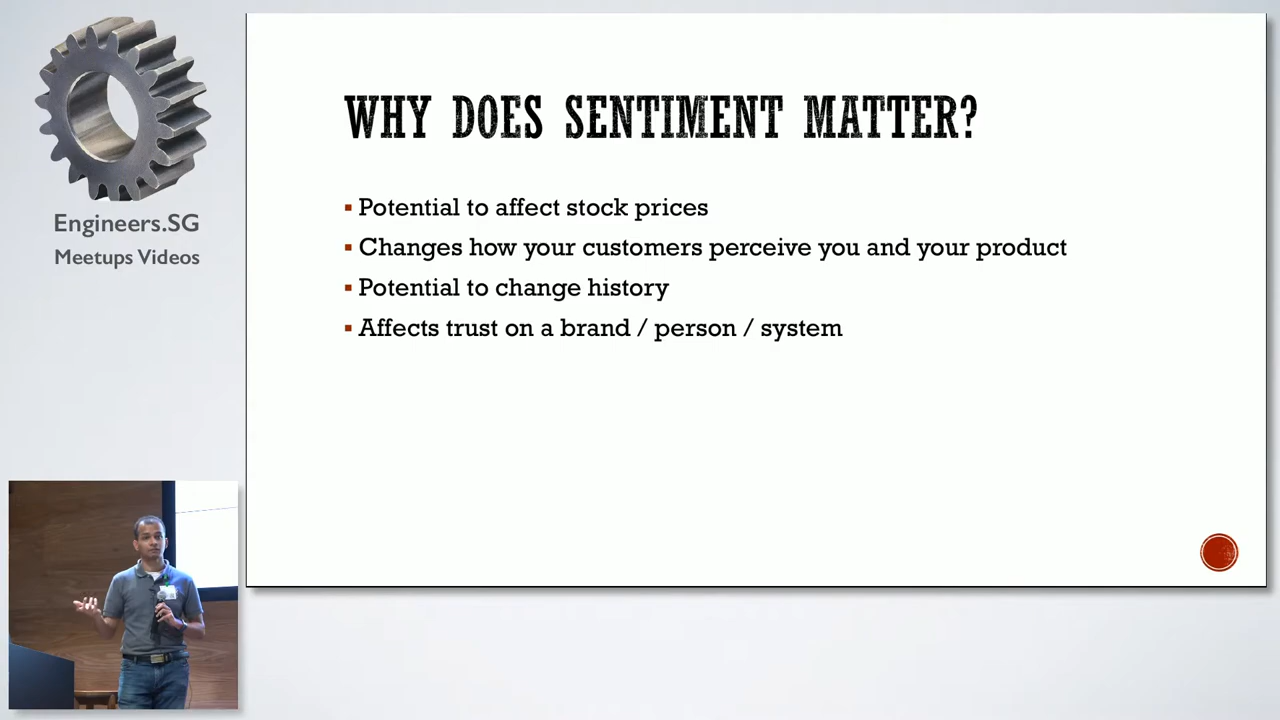 Engineers.SG
Meetups Videos
WHY DOES SENTIMENT MATTER?
▪ Potential to affect stock prices
▪ Changes how your customers perceive you and your product
▪ Potential to change history
▪ Affects trust on a brand / person / system